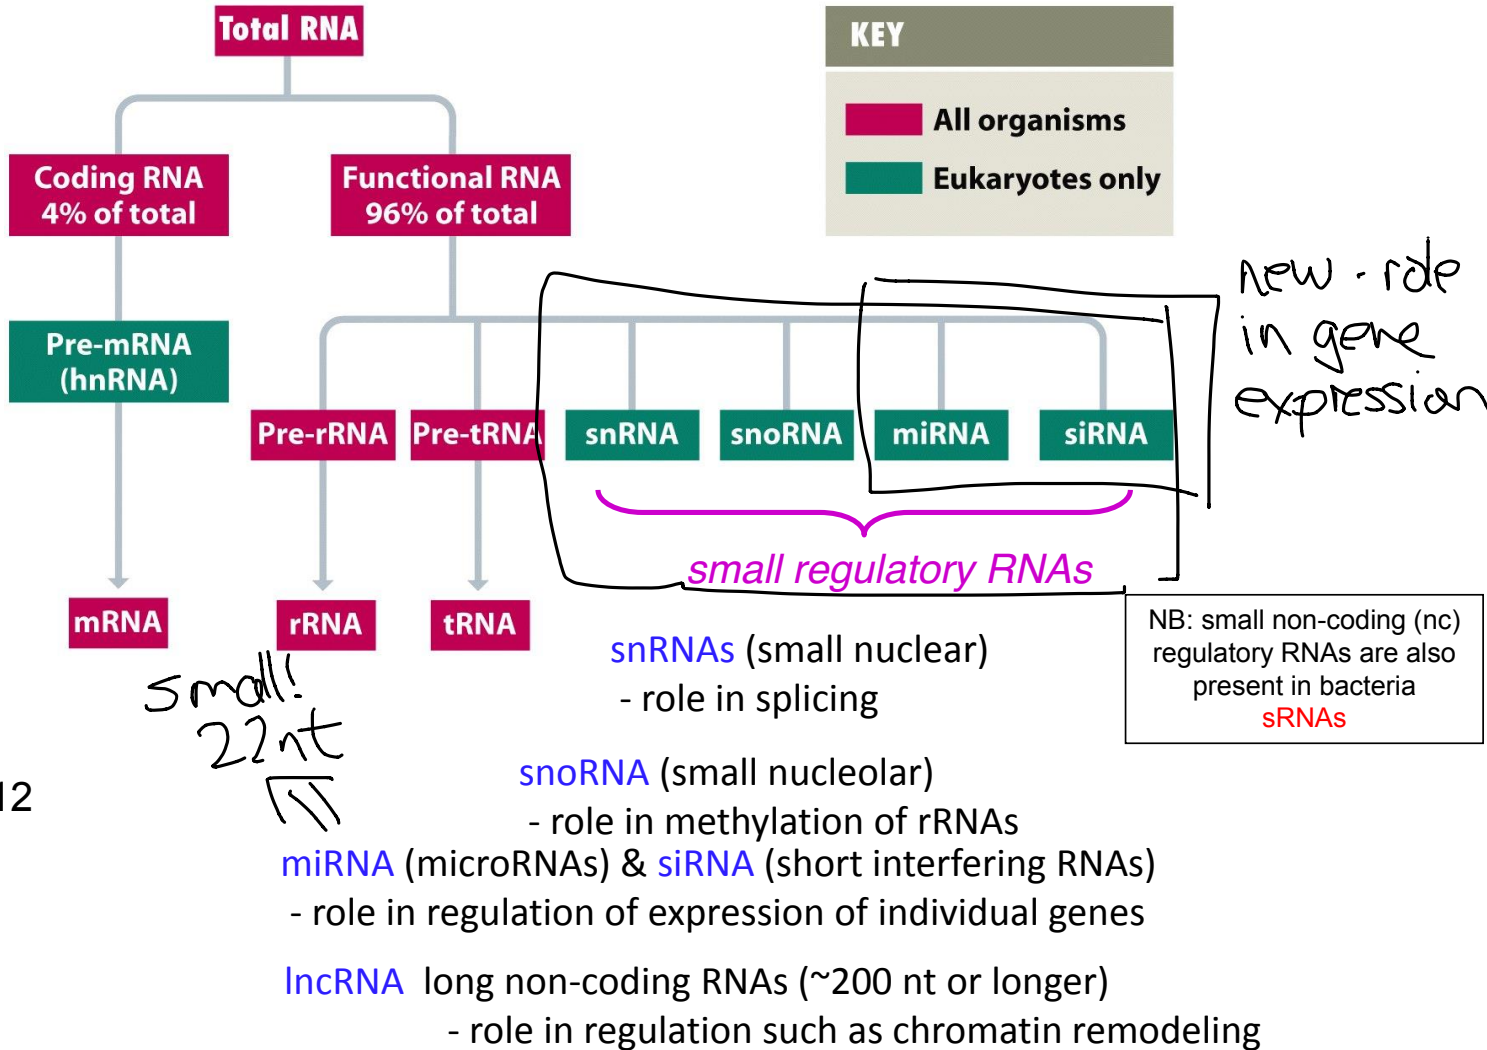 Total RNA
KEY
All organisms
Eukaryotes only
Coding RNA
4% of total
Functional RNA
96% of total
new - role
in gene
expression
Pre-mRNA
(hnRNA)
Pre-rRNA
Pre-tRNA
snRNA
snoRNA
miRNA
siRNA
small regulatory RNAs
mRNA
rRNA
tRNA
NB: small non-coding (nc)
regulatory RNAs are also
present in bacteria
sRNAs
small!
22nt
snRNAs (small nuclear)
- role in splicing
12
snoRNA (small nucleolar)
- role in methylation of rRNAs
miRNA (microRNAs) & siRNA (short interfering RNAs)
- role in regulation of expression of individual genes
lncRNA long non-coding RNAs (~200 nt or longer)
- role in regulation such as chromatin remodeling